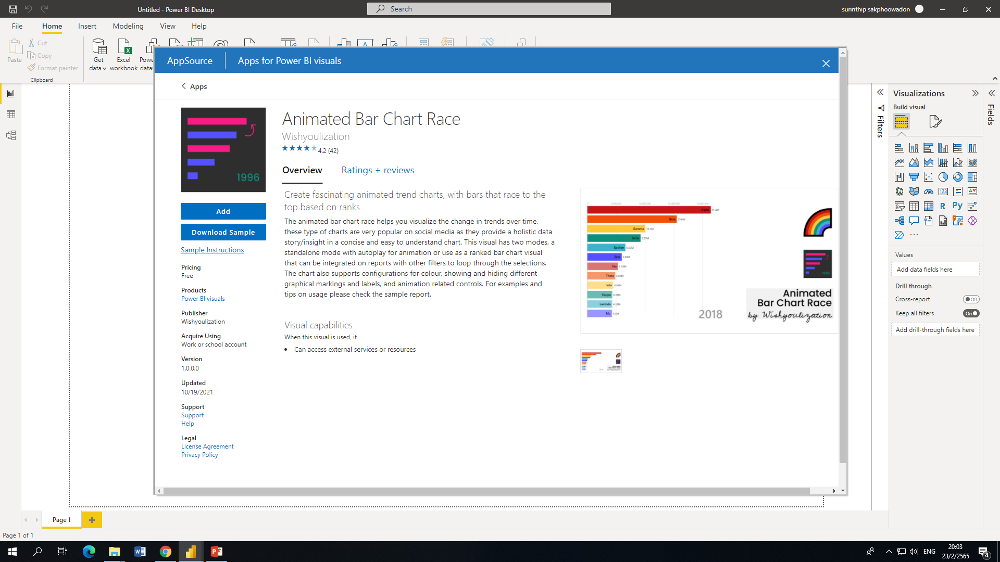 Untitled - Power BI Desktop
Search
surinthip sakphoowadon
File
Home
Insert
Modeling
View
Help
Paste
Cut
Copy
Format painter
Clipboard
Get
data
Excel
workbook
AppSource
Apps for Power BI visuals
Apps
1996
Animated Bar Chart Race
Wishyoulization
4.2 (42)
Overview
Ratings + reviews
Add
Download Sample
Sample Instructions
Pricing
Free
Products
Power BI visuals
Publisher
Wishyoulization
Acquire Using
Work or school account
Version
1.0.0.0
Updated
10/19/2021
Support
Support
Help
Legal
License Agreement
Privacy Policy
Create fascinating animated trend charts, with bars that race to the
top based on ranks.
The animated bar chart race helps you visualize the change in trends over time,
these type of charts are very popular on social media as they provide a holistic data
story/insight in a concise and easy to understand chart. This visual has two modes, a
standalone mode with autoplay for animation or use as a ranked bar chart visual
that can be integrated on reports with other filters to loop through the selections.
The chart also supports configurations for colour, showing and hiding different
graphical markings and labels, and animation related controls. For examples and
tips on usage please check the sample report.
Visual capabilities
When this visual is used, it
• Can access external services or resources
Alpha
Beta 15.6M
Gamma
Delta
Epsilon
Zeta
Eta
Theta
Iota
Kappa
Lambda
Mu
2018
Animated
Bar Chart Race
by Wishyoulization
Filters
Visualizations
Build visual
123
R
Py
Values
Add data fields here
Drill through
Cross-report
Off
Keep all filters
On
Add drill-through fields here
Fields
Page 1
Page 1 of 1
ENG
20:03
23/2/2565
4